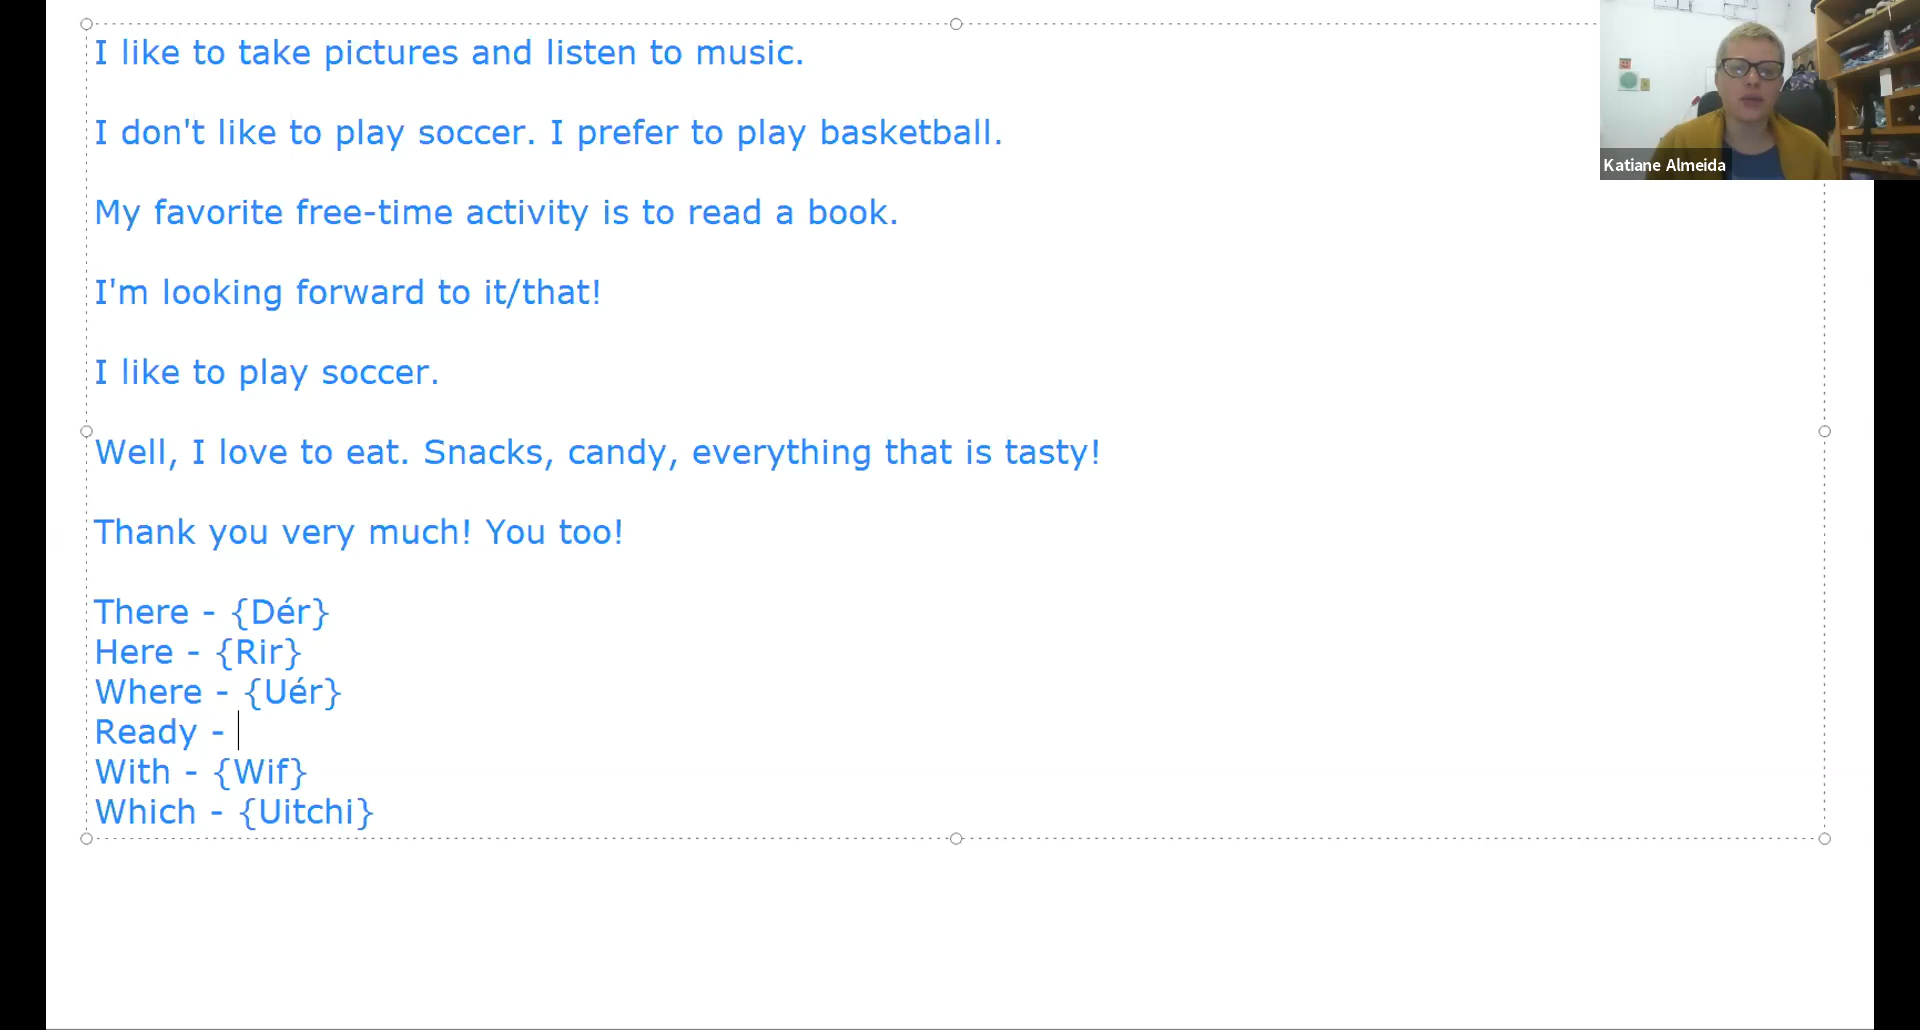 I like to take pictures and listen to music.
I don't like to play soccer. I prefer to play basketball.
My favorite free-time activity is to read a book.
I'm looking forward to it/that!
I like to play soccer.
Well, I love to eat. Snacks, candy, everything that is tasty!
Thank you very much! You too!
There - {Dér}
Here - {Rir}
Where - {Uér}
Ready -
With - {Wif}
Which - {Uitchi}
Katiane Almeida